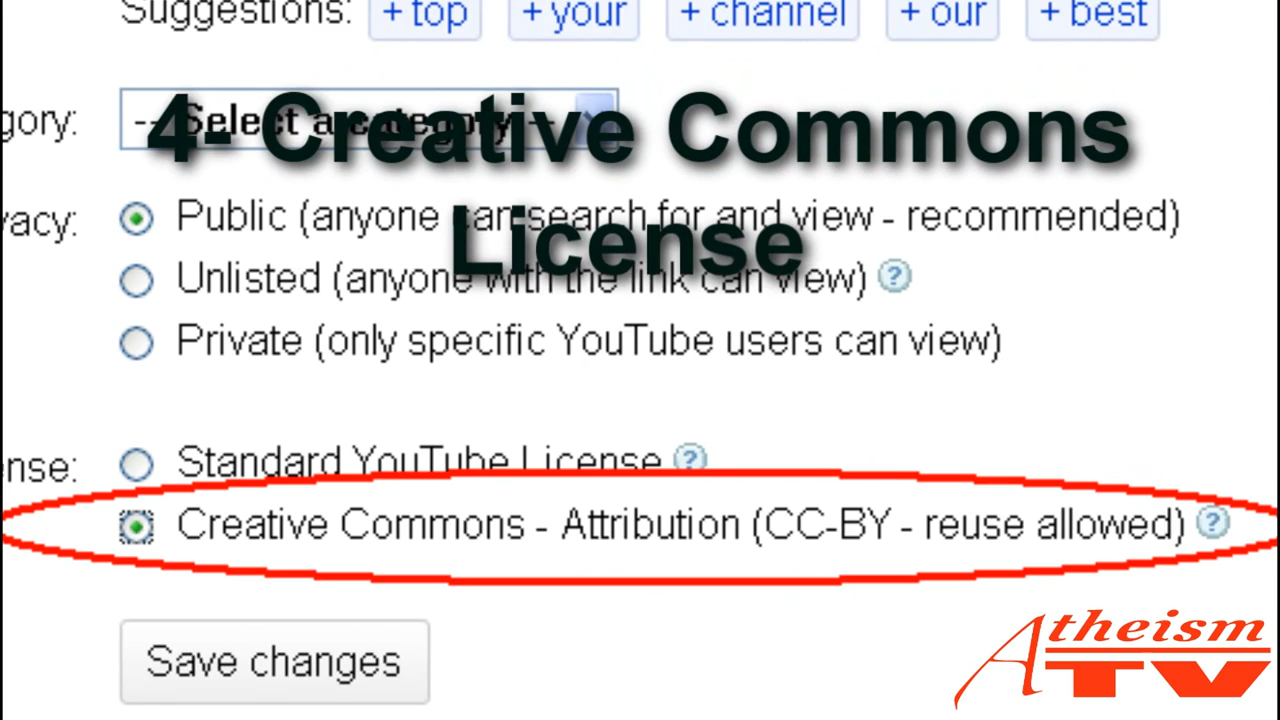 Suggestions: + top + your + channel + our + best
gory: -- Select a category --
4- Creative Commons
vacy: Public (anyone can search for and view - recommended)
License
Unlisted (anyone with the link can view) ?
Private (only specific YouTube users can view)
nse: Standard YouTube License ?
Creative Commons - Attribution (CC-BY - reuse allowed) ?
Save changes
Atheism
TV